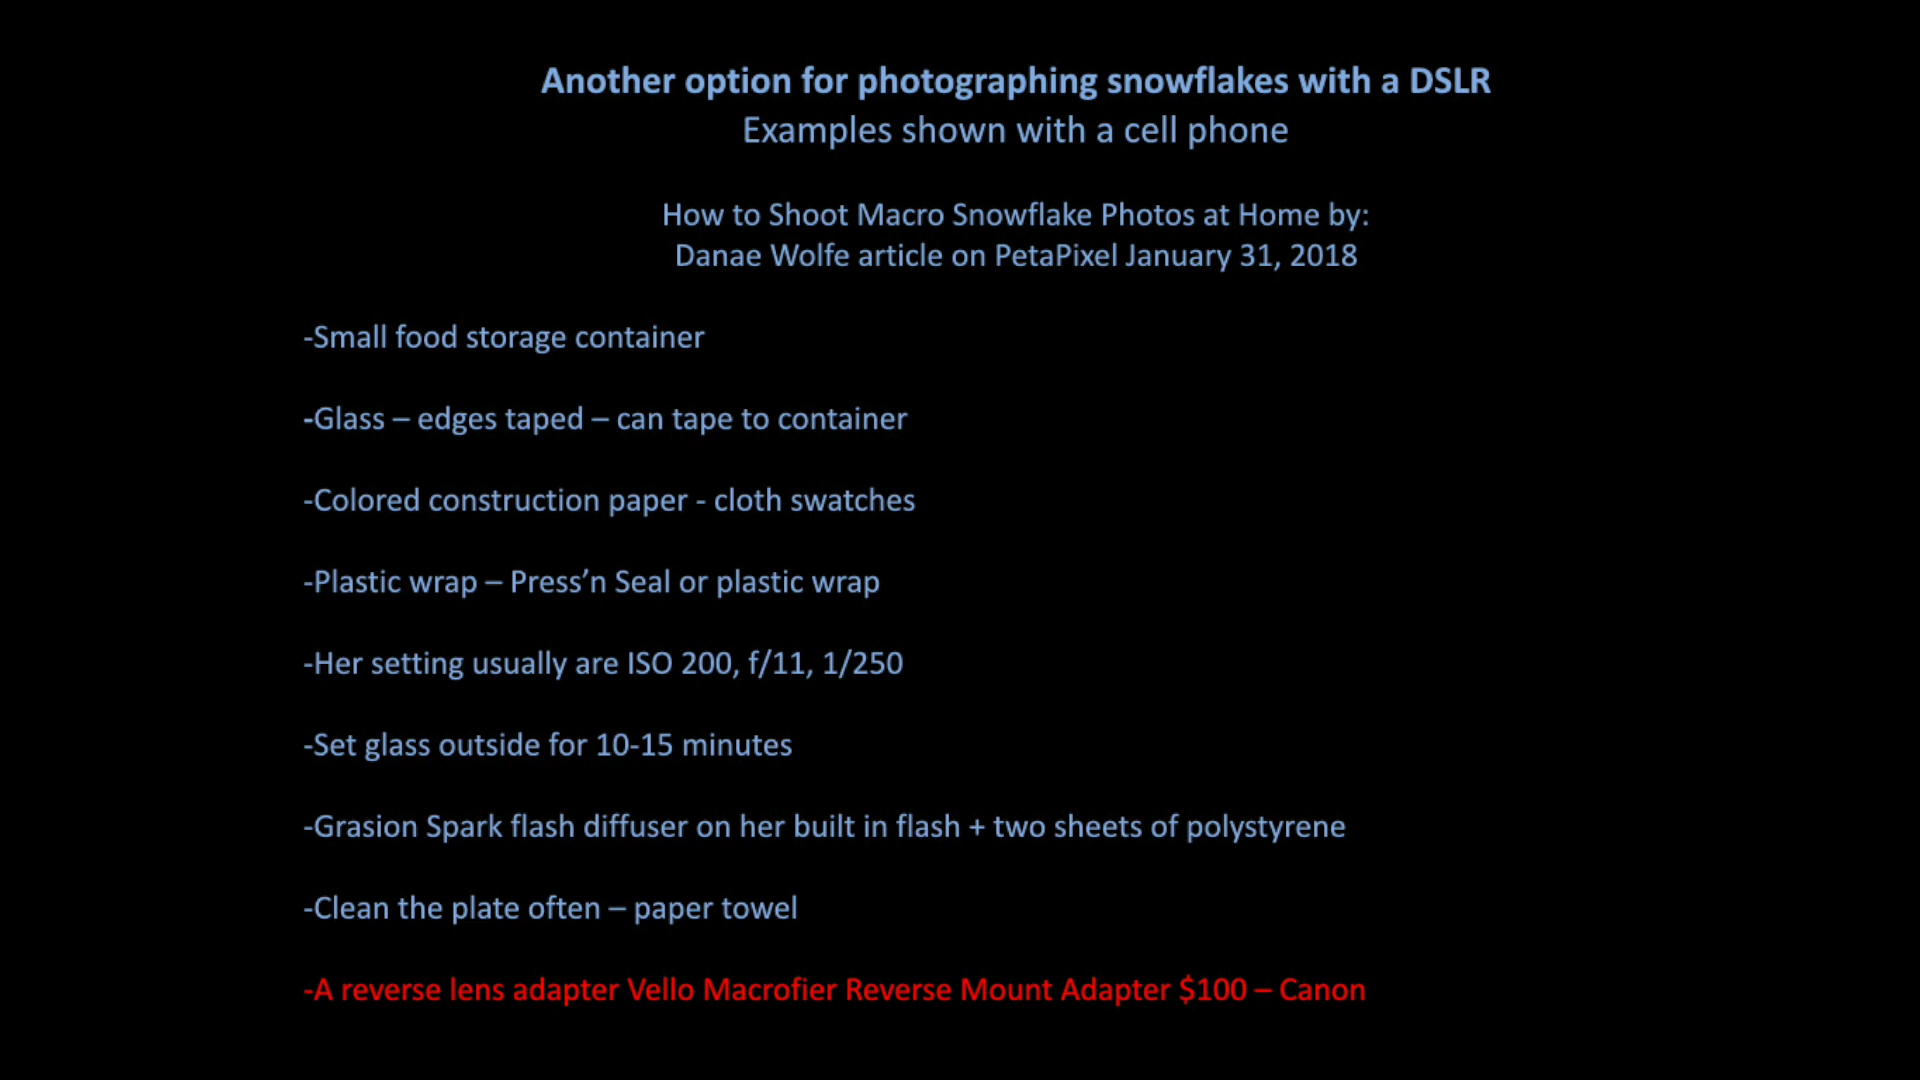 Another option for photographing snowflakes with a DSLR
Examples shown with a cell phone
How to Shoot Macro Snowflake Photos at Home by:
Danae Wolfe article on PetaPixel January 31, 2018
-Small food storage container
-Glass – edges taped – can tape to container
-Colored construction paper - cloth swatches
-Plastic wrap – Press’n Seal or plastic wrap
-Her setting usually are ISO 200, f/11, 1/250
-Set glass outside for 10-15 minutes
-Grasion Spark flash diffuser on her built in flash + two sheets of polystyrene
-Clean the plate often – paper towel
-A reverse lens adapter Vello Macrofier Reverse Mount Adapter $100 – Canon